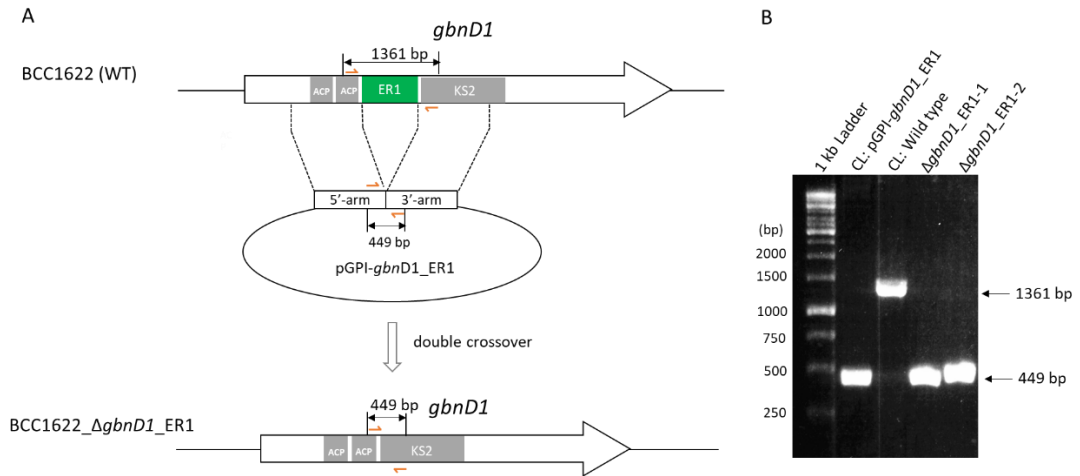 A
gbnD1
1361 bp
BCC1622 (WT)
ACP ACP ER1 KS2
5'-arm 3'-arm
449 bp
pGPI-gbnD1_ER1
double crossover
449 bp gbnD1
BCC1622_ΔgbnD1_ER1
ACP ACP KS2
B
1 kb Ladder
CL: pGPI-gbnD1_ER1
CL: Wild type
ΔgbnD1_ER1-1
ΔgbnD1_ER1-2
(bp)
2000
1500
1361 bp
1000
750
500
449 bp
250